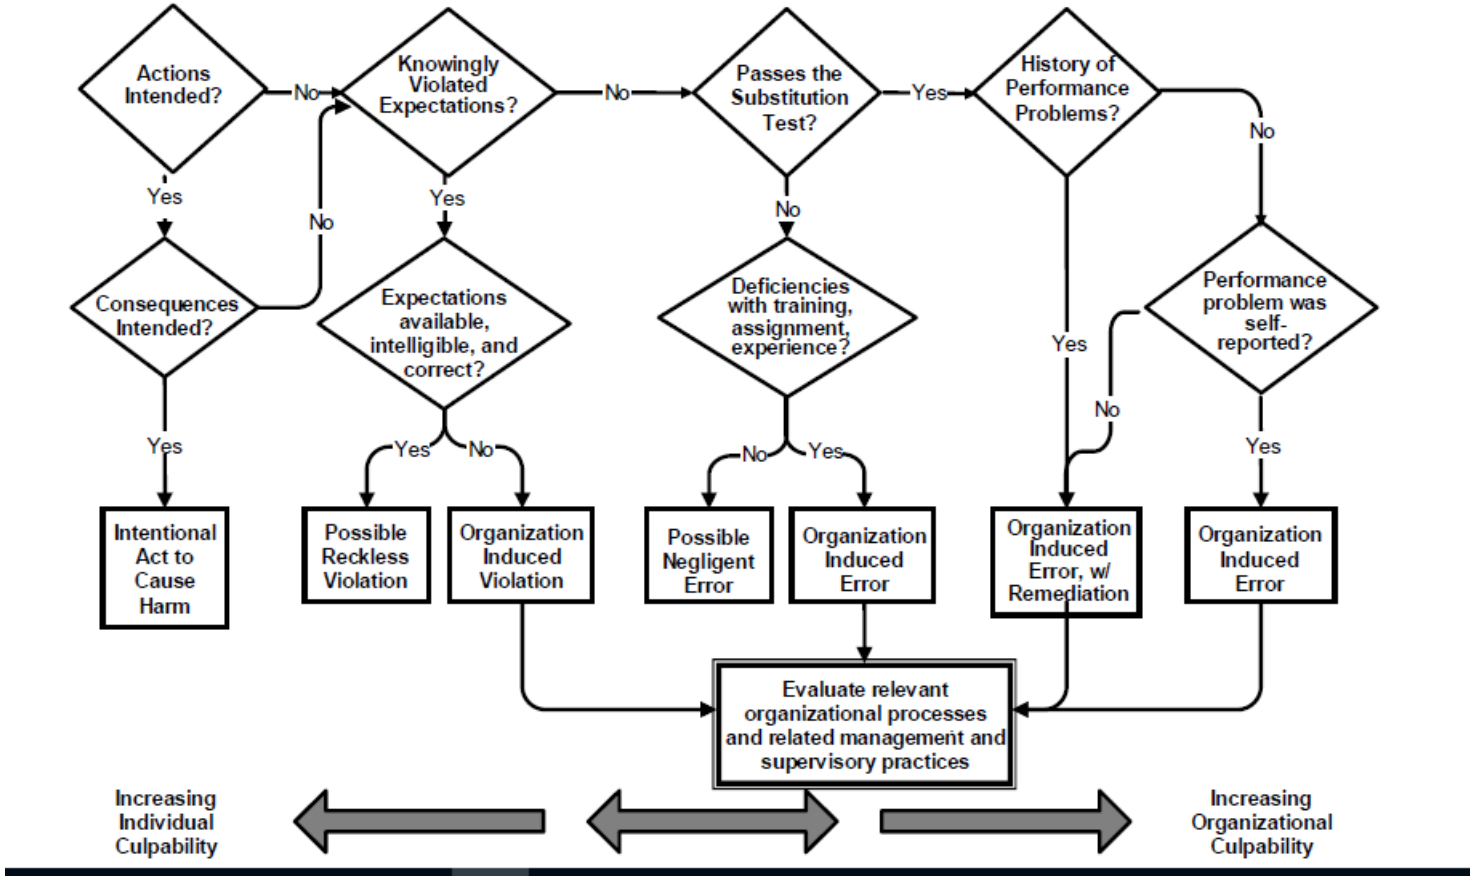 Actions
Intended?
No
Knowingly
Violated
Expectations?
No
Passes the
Substitution
Test?
Yes
History of
Performance
Problems?
No
Yes
No
Yes
No
Consequences
Intended?
Expectations
available,
intelligible, and
correct?
Deficiencies
with training,
assignment,
experience?
Yes
Performance
problem was
self-
reported?
No
Yes
Yes
No
No
Yes
Yes
Intentional
Act to
Cause
Harm
Possible
Reckless
Violation
Organization
Induced
Violation
Possible
Negligent
Error
Organization
Induced
Error
Organization
Induced
Error, w/
Remediation
Organization
Induced
Error
Evaluate relevant
organizational processes
and related management and
supervisory practices
Increasing
Individual
Culpability
Increasing
Organizational
Culpability